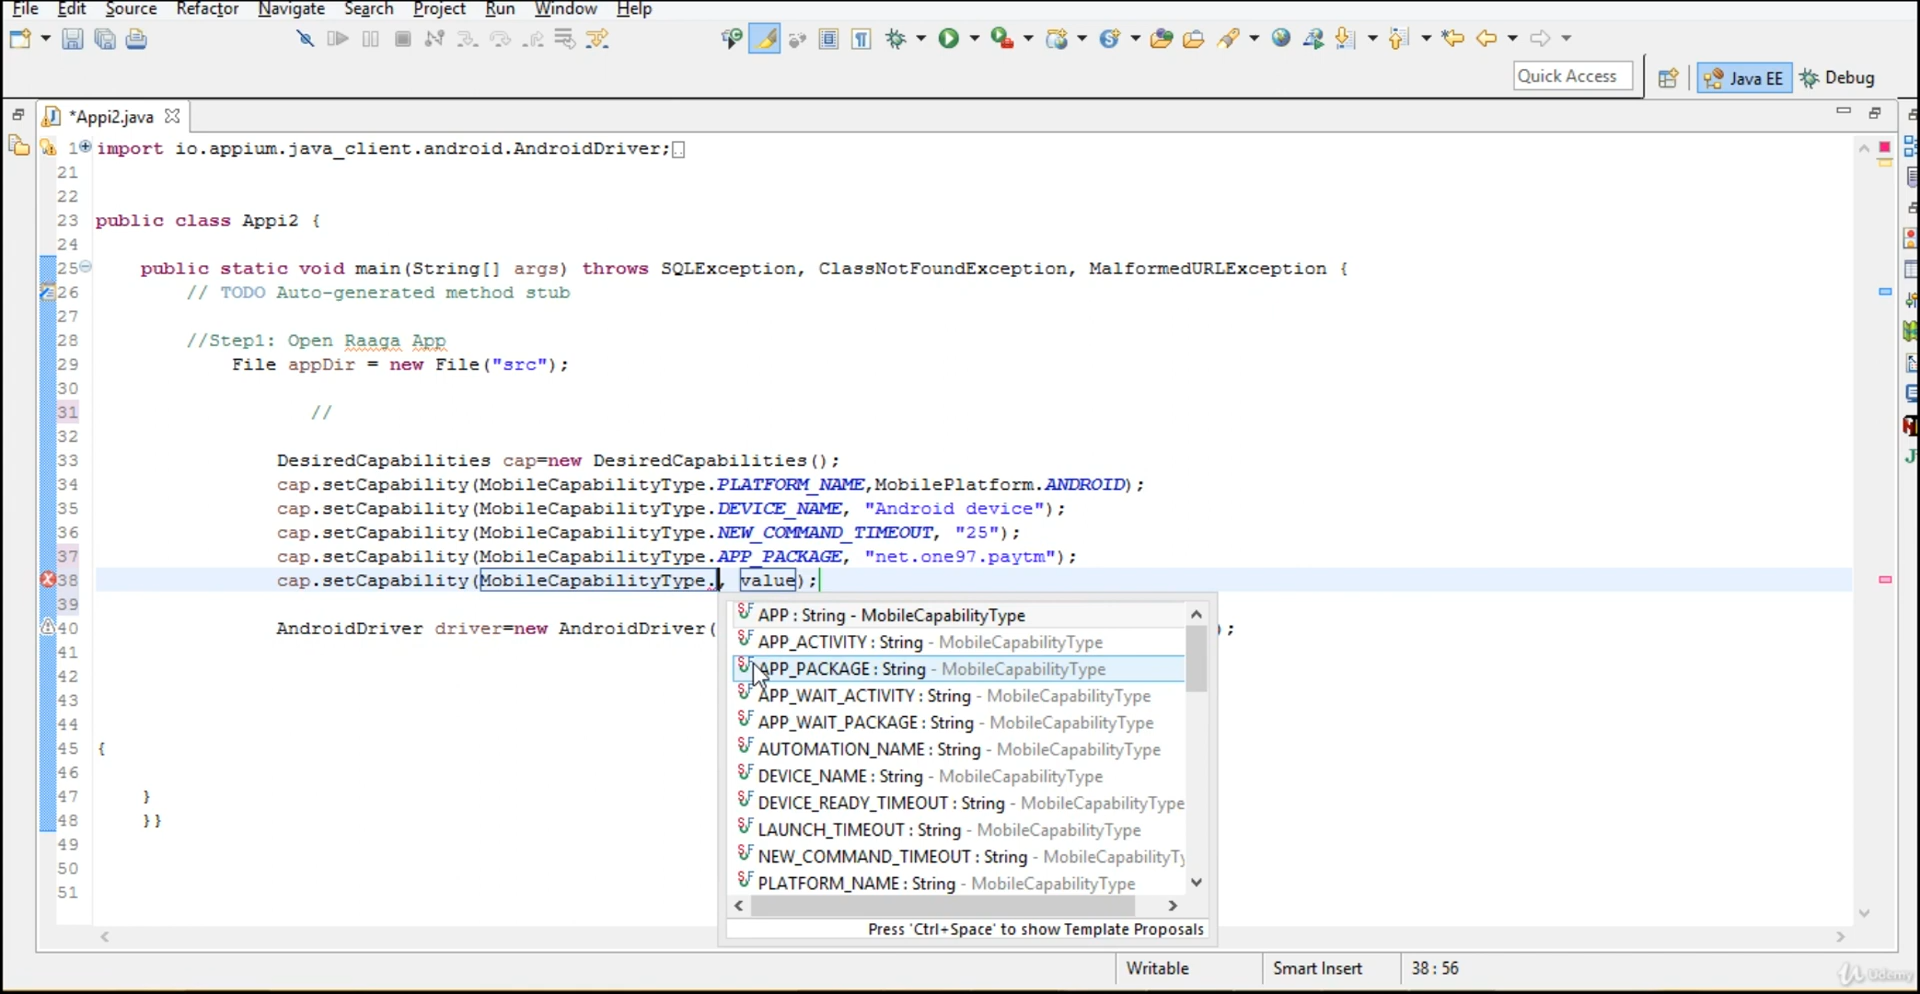 File Edit Source Refactor Navigate Search Project Run Window Help
Quick Access Java EE Debug
*Appi2.java
1 import io.appium.java_client.android.AndroidDriver;
21
22
23 public class Appi2 {
24
25 public static void main(String[] args) throws SQLException, ClassNotFoundException, MalformedURLException {
26 // TODO Auto-generated method stub
27
28 //Step1: Open Raaga App
29 File appDir = new File("src");
30
31 //
32
33 DesiredCapabilities cap=new DesiredCapabilities();
34 cap.setCapability(MobileCapabilityType.PLATFORM_NAME,MobilePlatform.ANDROID);
35 cap.setCapability(MobileCapabilityType.DEVICE_NAME, "Android device");
36 cap.setCapability(MobileCapabilityType.NEW_COMMAND_TIMEOUT, "25");
37 cap.setCapability(MobileCapabilityType.APP_PACKAGE, "net.one97.paytm");
38 cap.setCapability(MobileCapabilityType., value);
39
40 AndroidDriver driver=new AndroidDriver( );
41
42
43
44
45 {
46
47 }
48 }}
49
50
51
APP : String - MobileCapabilityType
APP_ACTIVITY : String - MobileCapabilityType
APP_PACKAGE : String - MobileCapabilityType
APP_WAIT_ACTIVITY : String - MobileCapabilityType
APP_WAIT_PACKAGE : String - MobileCapabilityType
AUTOMATION_NAME : String - MobileCapabilityType
DEVICE_NAME : String - MobileCapabilityType
DEVICE_READY_TIMEOUT : String - MobileCapabilityType
LAUNCH_TIMEOUT : String - MobileCapabilityType
NEW_COMMAND_TIMEOUT : String - MobileCapabilityTy
PLATFORM_NAME : String - MobileCapabilityType
Press 'Ctrl+Space' to show Template Proposals
Writable Smart Insert 38 : 56
Udemy